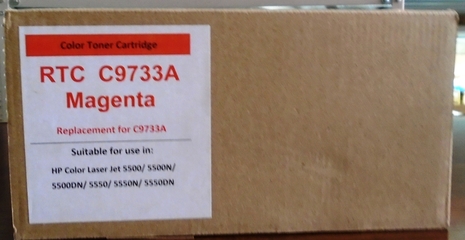 Color Toner Cartridge
RTC C9733A
Magenta
Replacement for C9733A
Suitable for use in:
HP Color Laser Jet 5500/ 5500N/
5500DN/ 5550/ 5550N/ 5550DN